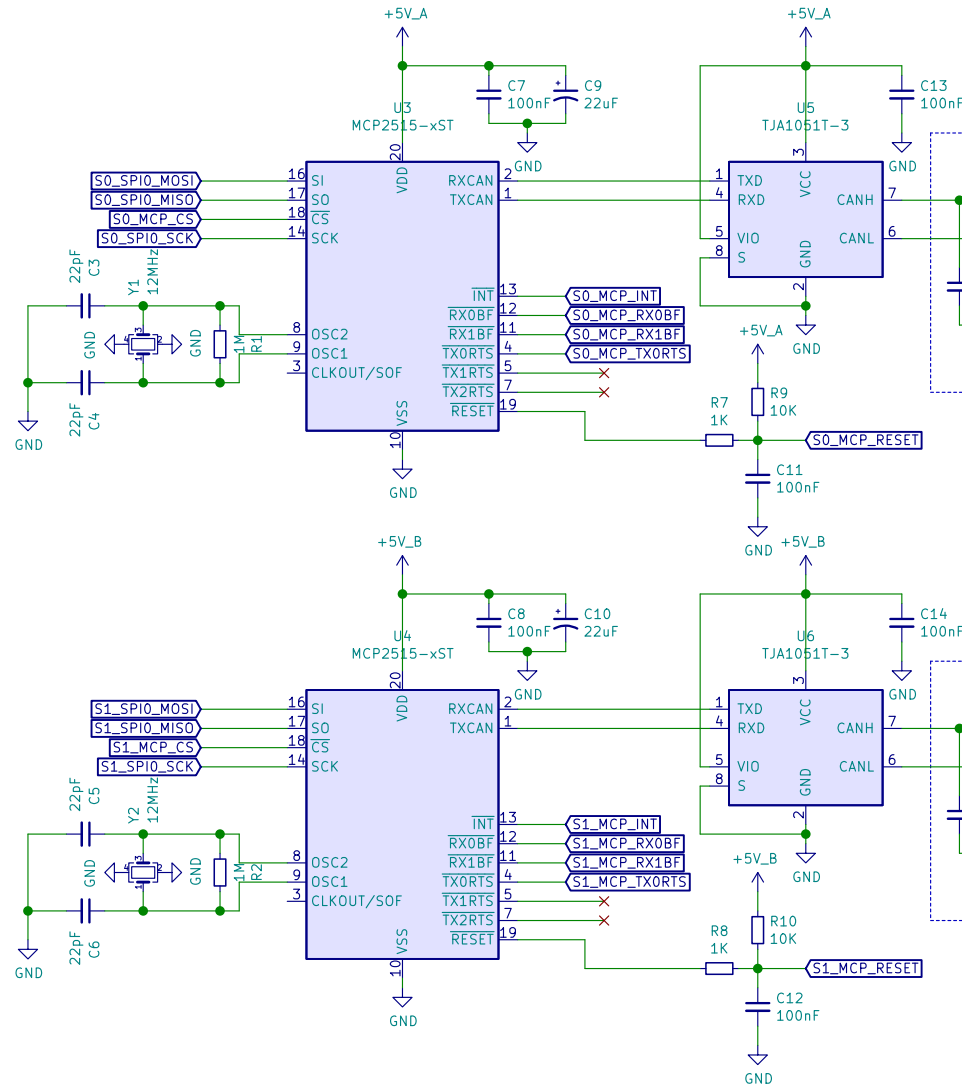 +5V_A
+5V_A
C7
100nF
C9
22uF
C13
100nF
U3
MCP2515-xST
U5
TJA1051T-3
GND
GND
20
VDD
3
VCC
S0_SPI0_MOSI
16
SI
RXCAN
2
1
TXD
S0_SPI0_MISO
17
SO
TXCAN
1
4
RXD
CANH
7
S0_MCP_CS
18
CS
S0_SPI0_SCK
14
SCK
5
VIO
CANL
6
8
S
GND
2
22pF
C3
Y1
12MHz
INT
13
S0_MCP_INT
RX0BF
12
S0_MCP_RX0BF
GND
+5V_A
GND
4
3
2
1
GND
1M
R1
8
OSC2
RX1BF
11
S0_MCP_RX1BF
9
OSC1
TX0RTS
4
S0_MCP_TX0RTS
3
CLKOUT/SOF
TX1RTS
5
TX2RTS
7
RESET
19
22pF
C4
GND
VSS
10
GND
R9
10K
R7
1K
S0_MCP_RESET
C11
100nF
GND
+5V_B
+5V_B
C8
100nF
C10
22uF
C14
100nF
U4
MCP2515-xST
U6
TJA1051T-3
GND
GND
20
VDD
3
VCC
S1_SPI0_MOSI
16
SI
RXCAN
2
1
TXD
S1_SPI0_MISO
17
SO
TXCAN
1
4
RXD
CANH
7
S1_MCP_CS
18
CS
S1_SPI0_SCK
14
SCK
5
VIO
CANL
6
8
S
GND
2
22pF
C5
Y2
12MHz
INT
13
S1_MCP_INT
RX0BF
12
S1_MCP_RX0BF
GND
+5V_B
GND
4
3
2
1
GND
1M
R2
8
OSC2
RX1BF
11
S1_MCP_RX1BF
9
OSC1
TX0RTS
4
S1_MCP_TX0RTS
3
CLKOUT/SOF
TX1RTS
5
TX2RTS
7
RESET
19
22pF
C6
GND
VSS
10
GND
R10
10K
R8
1K
S1_MCP_RESET
C12
100nF
GND